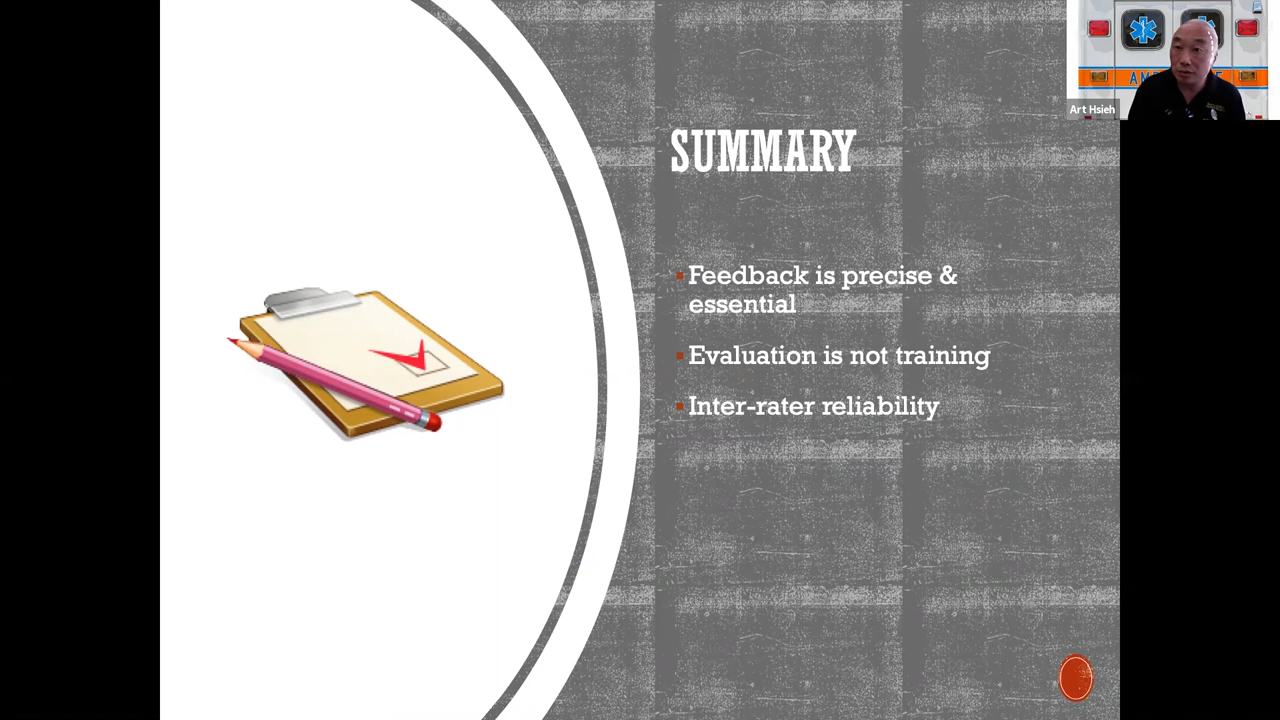 Art Hsieh
SUMMARY
Feedback is precise &
essential
Evaluation is not training
Inter-rater reliability